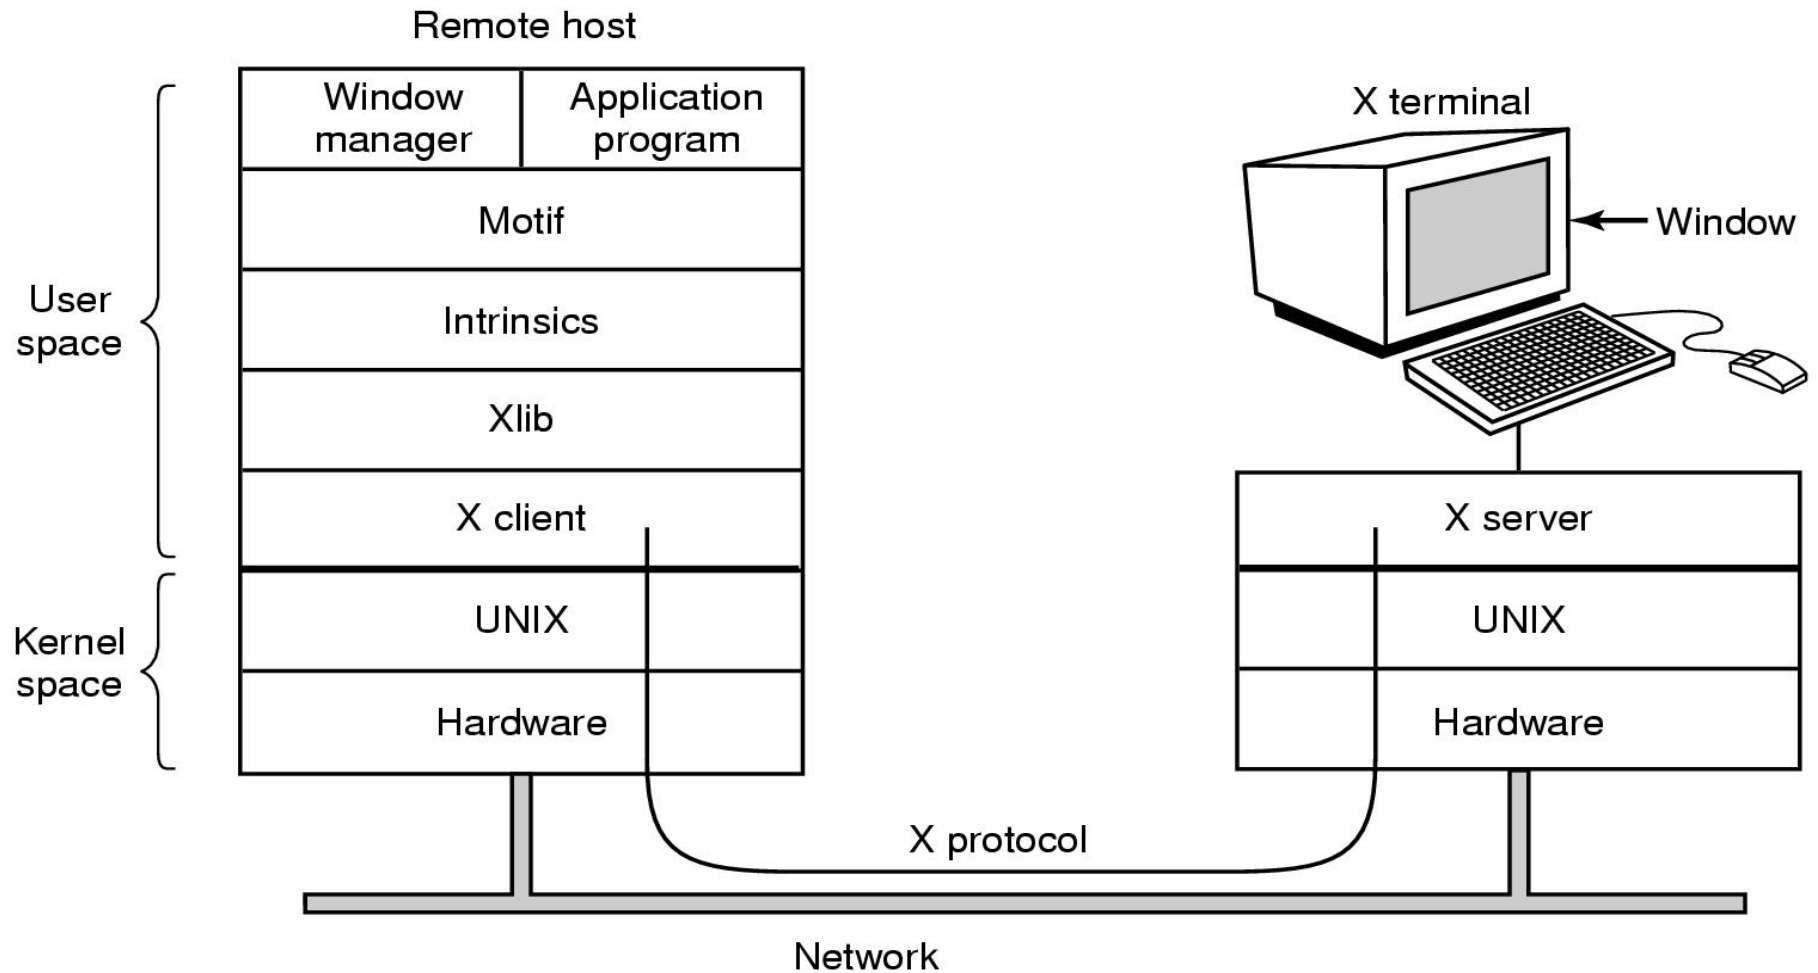 Remote host
Window
manager
Application
program
Motif
Intrinsics
Xlib
X client
UNIX
Hardware
User
space
Kernel
space
X terminal
Window
X server
UNIX
Hardware
X protocol
Network